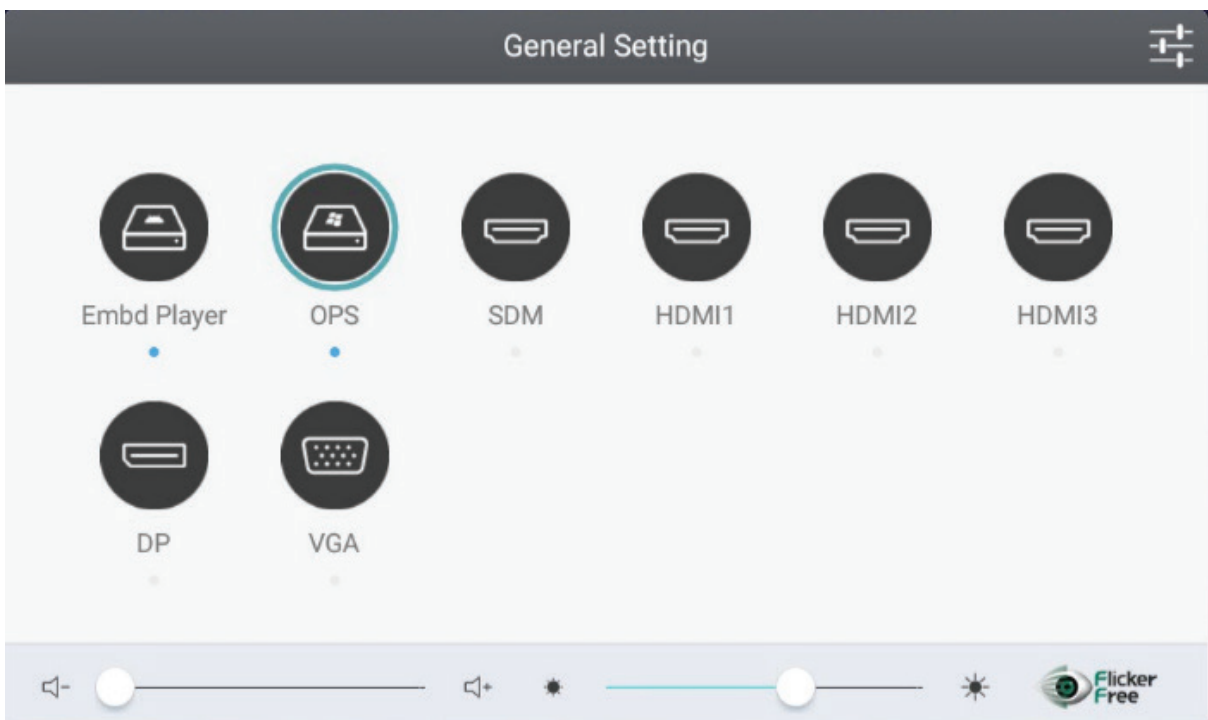 General Setting
Embd Player
OPS
SDM
HDMI1
HDMI2
HDMI3
DP
VGA
Flicker
Free